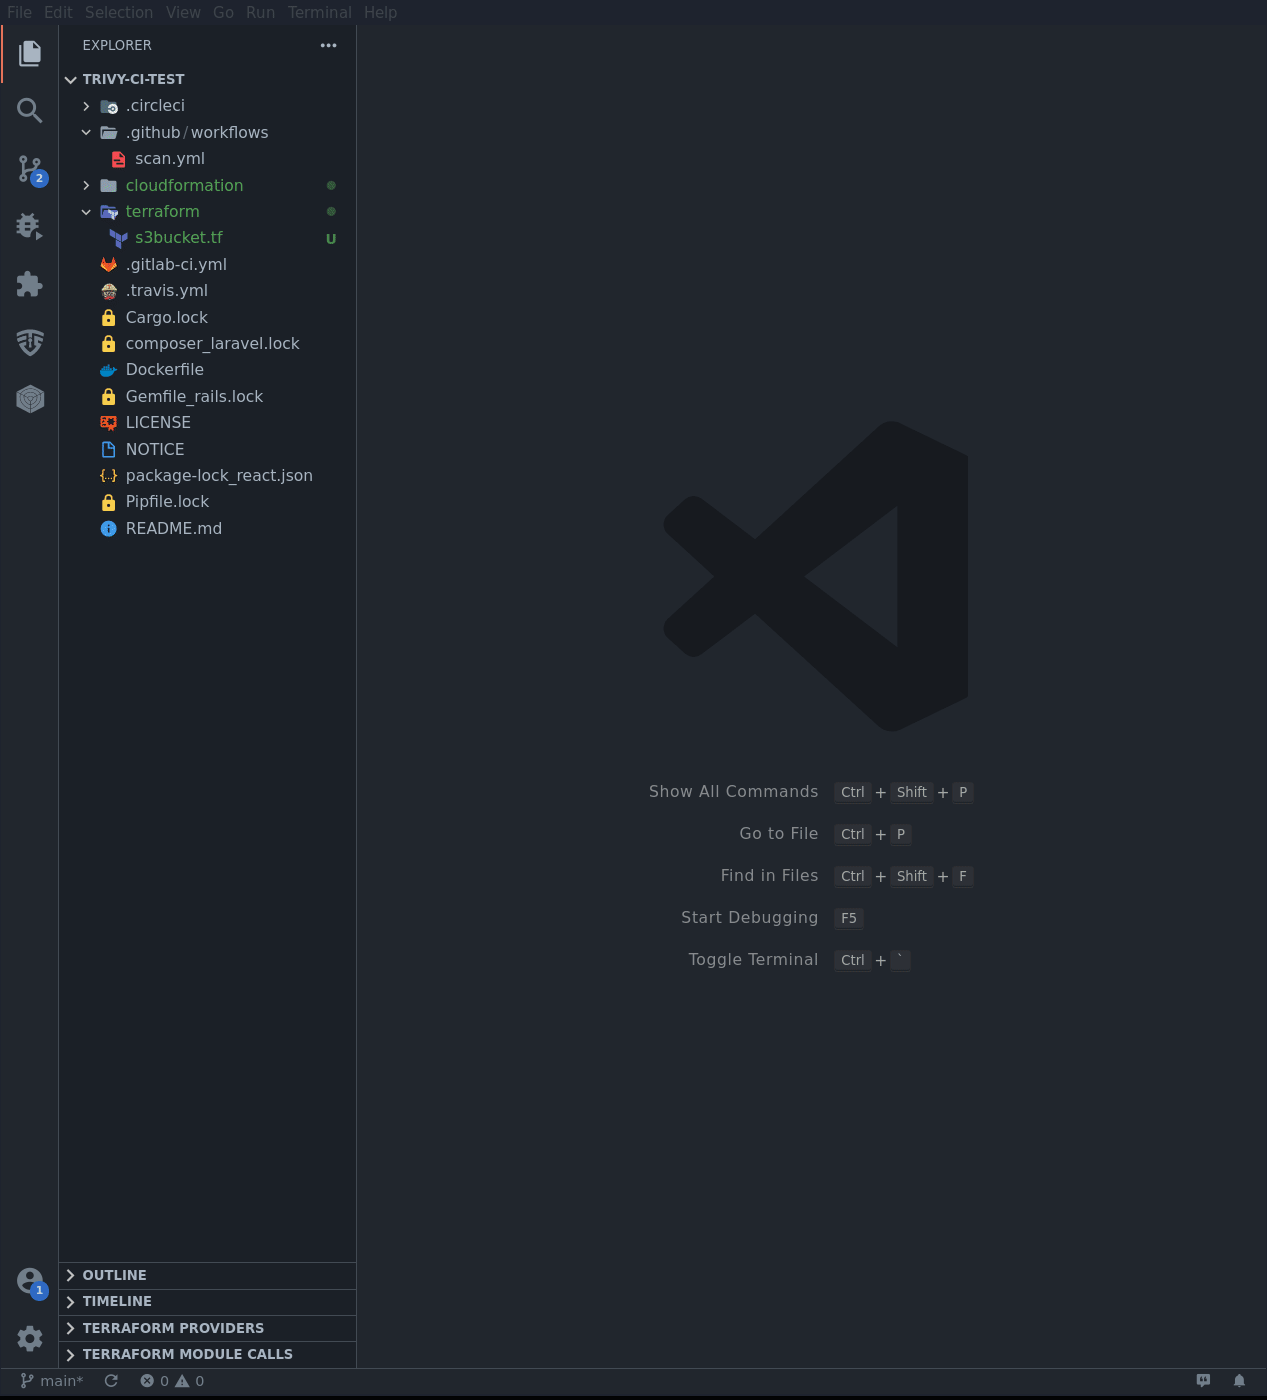 File Edit Selection View Go Run Terminal Help
EXPLORER
TRIVY-CI-TEST
.circleci
.github/workflows
scan.yml
2
cloudformation
terraform
s3bucket.tf U
.gitlab-ci.yml
.travis.yml
Cargo.lock
composer_laravel.lock
Dockerfile
Gemfile_rails.lock
LICENSE
NOTICE
package-lock_react.json
Pipfile.lock
README.md
Show All Commands Ctrl + Shift + P
Go to File Ctrl + P
Find in Files Ctrl + Shift + F
Start Debugging F5
Toggle Terminal Ctrl + `
OUTLINE
1
TIMELINE
TERRAFORM PROVIDERS
TERRAFORM MODULE CALLS
main* 0 0